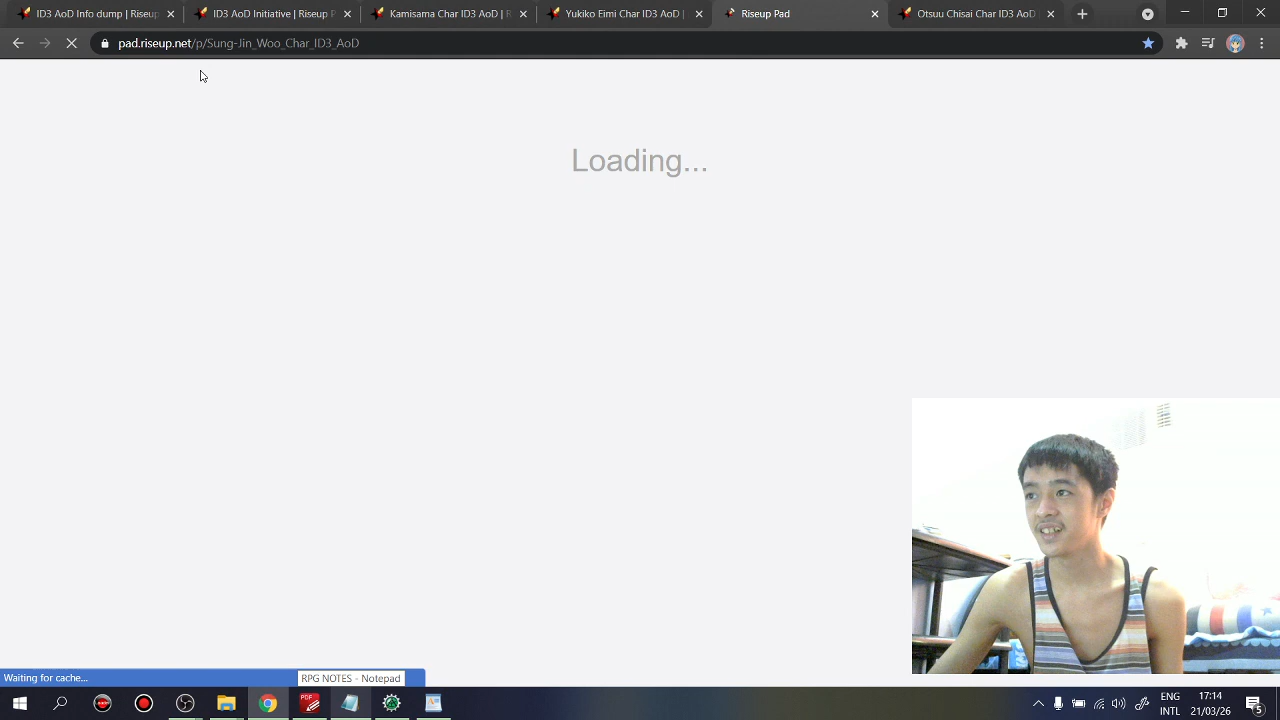 ID3 AoD Info dump | Riseup
ID3 AoD Initiative | Riseup P
Kamisama Char ID3 AoD | R
Yukiko Eimi Char ID3 AoD |
Riseup Pad
Otsuu Chisai Char ID3 AoD
pad.riseup.net/p/Sung-Jin_Woo_Char_ID3_AoD
Loading...
Waiting for cache...
RPG NOTES - Notepad
PDF
ENG
INTL
17:14
21/03/26
5